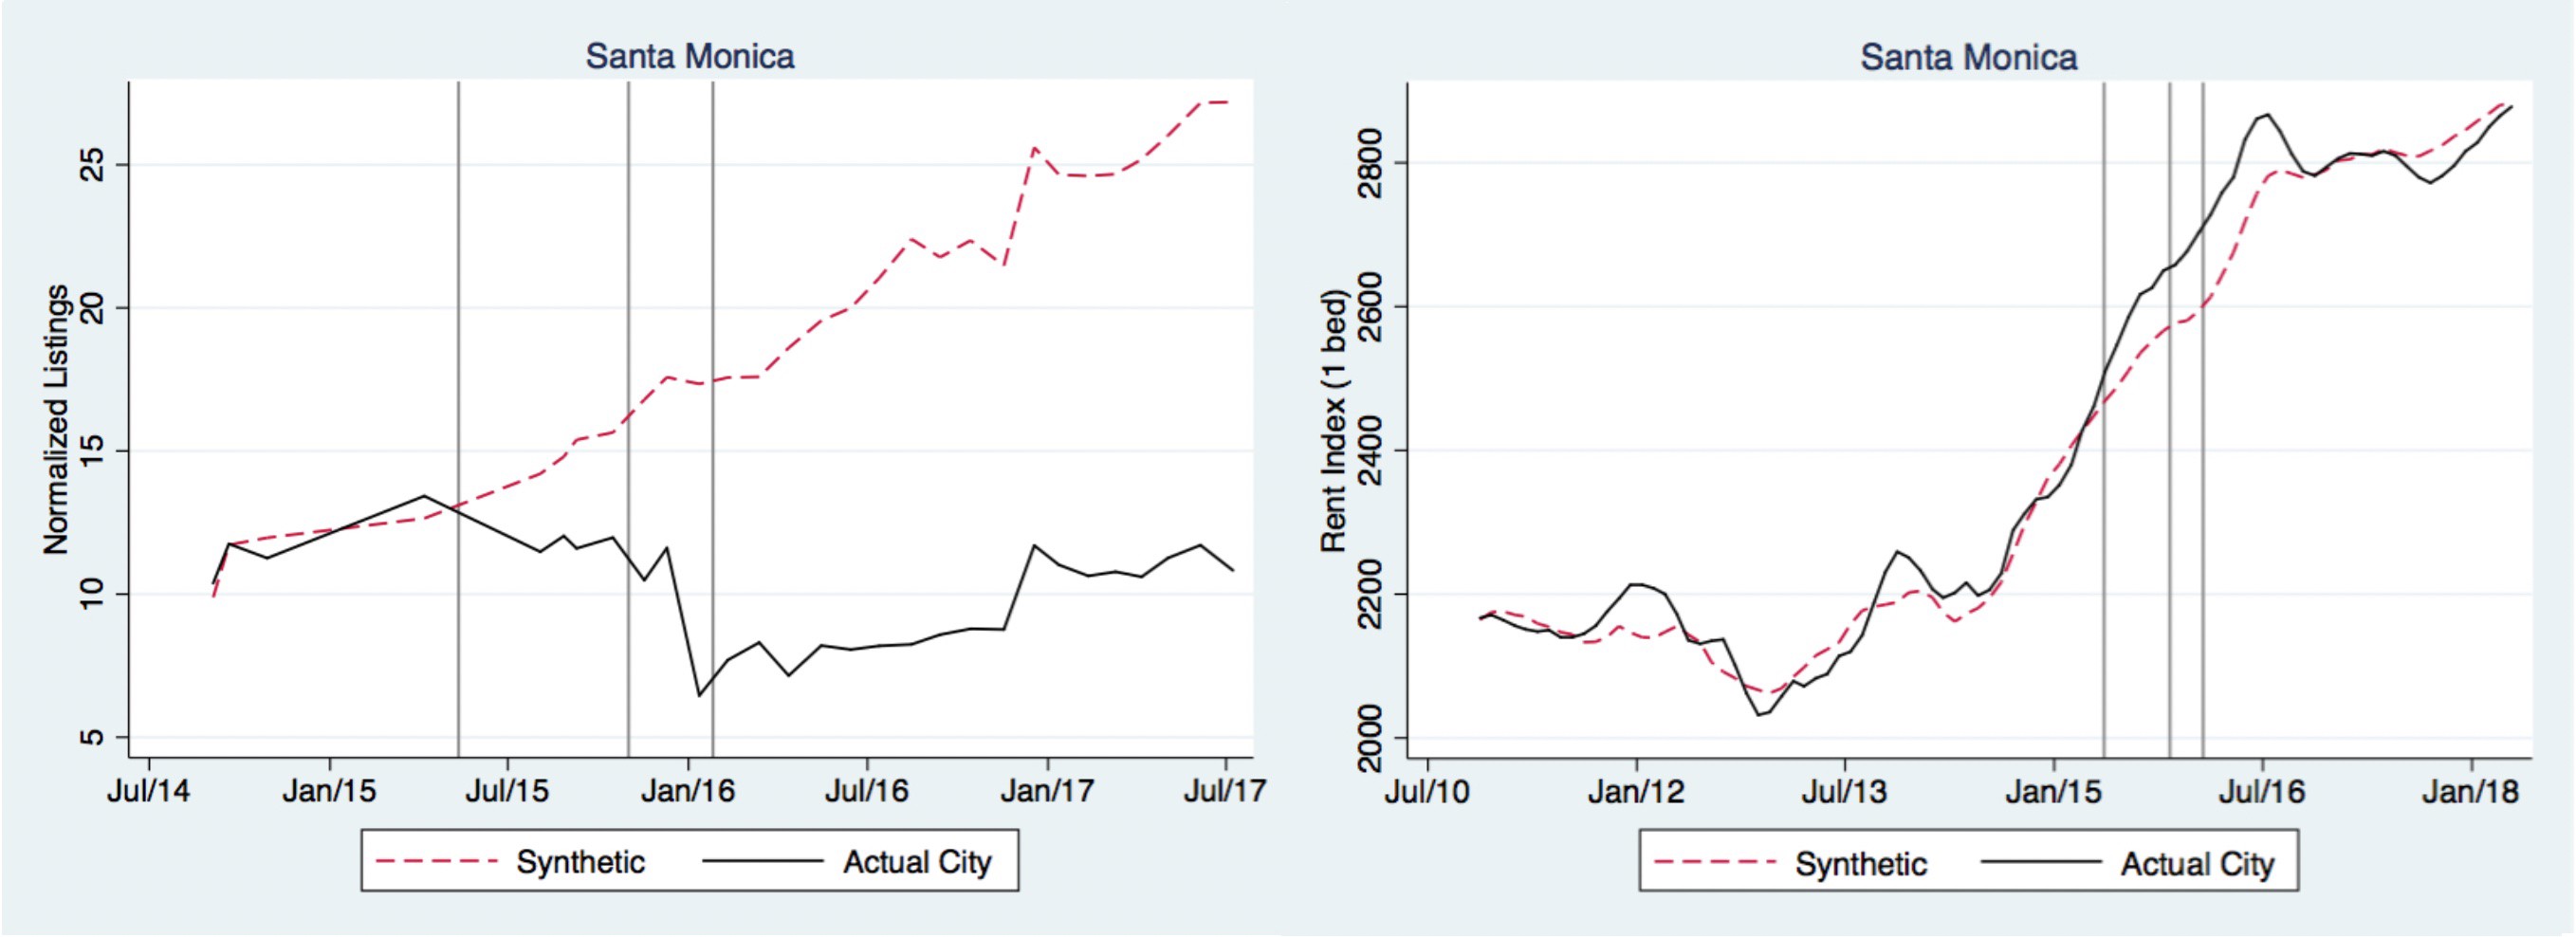 Santa Monica
Normalized Listings
25
20
15
10
5
Jul/14 Jan/15 Jul/15 Jan/16 Jul/16 Jan/17 Jul/17
Synthetic Actual City
Santa Monica
Rent Index (1 bed)
2800
2600
2400
2200
2000
Jul/10 Jan/12 Jul/13 Jan/15 Jul/16 Jan/18
Synthetic Actual City